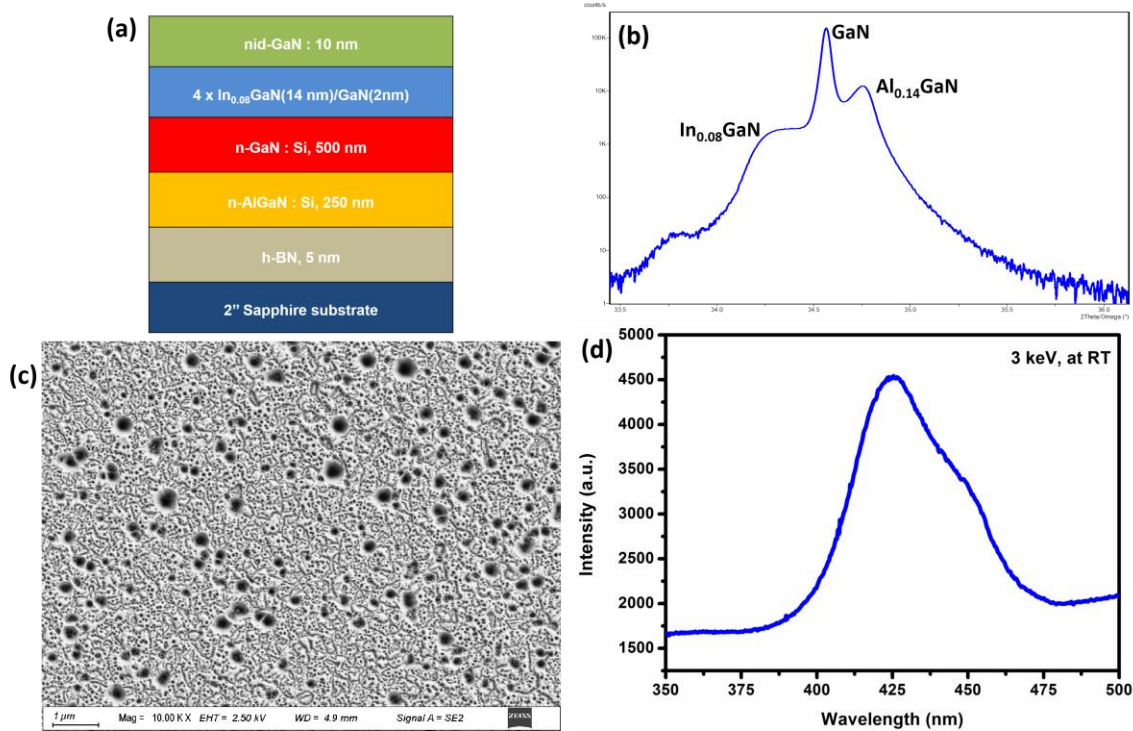 (a)
nid-GaN : 10 nm
4 x In₀.₀₈GaN(14 nm)/GaN(2nm)
n-GaN : Si, 500 nm
n-AlGaN : Si, 250 nm
h-BN, 5 nm
2” Sapphire substrate
(b)
counts/s
100K
10K
1K
100
10
1
GaN
Al₀.₁₄GaN
In₀.₀₈GaN
33.5
34.0
34.5
35.0
35.5
36.0
2Theta/Omega (°)
(c)
1 µm
Mag = 10.00 K X
EHT = 2.50 kV
WD = 4.9 mm
Signal A = SE2
ZEISS
(d)
3 keV, at RT
Intensity (a.u.)
5000
4500
4000
3500
3000
2500
2000
1500
350
375
400
425
450
475
500
Wavelength (nm)